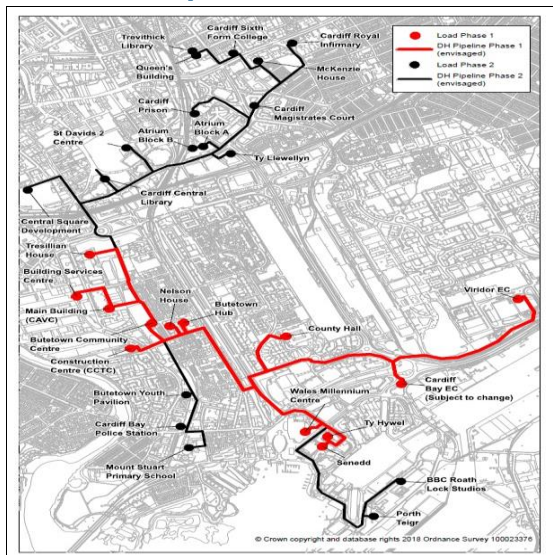 Trevithick
Library
Cardiff Sixth
Form College
Cardiff Royal
Infirmary
Queen's
Building
McKenzie
House
Cardiff
Prison
Cardiff
Magistrates Court
St Davids 2
Centre
Atrium
Block B
Atrium
Block A
Ty Llewellyn
Cardiff Central
Library
Central Square
Development
Tresillian
House
Building Services
Centre
Main Building
(CAVC)
Nelson
House
Butetown
Hub
Butetown Community
Centre
Construction
Centre (CCTC)
County Hall
Viridor EC
Cardiff
Bay EC
(Subject to change)
Butetown Youth
Pavilion
Cardiff Bay
Police Station
Mount Stuart
Primary School
Wales Millennium
Centre
Ty Hywel
Senedd
BBC Roath
Lock Studios
Porth
Teigr
Load Phase 1
DH Pipeline Phase 1
(envisaged)
Load Phase 2
DH Pipeline Phase 2
(envisaged)
© Crown copyright and database rights 2018 Ordnance Survey 100023376